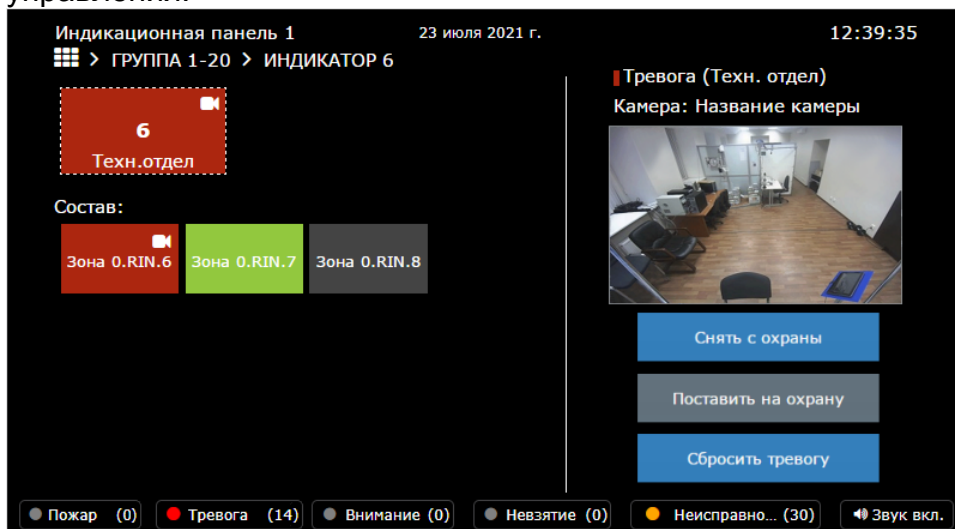 управления.
Индикационная панель 1 23 июля 2021 г. 12:39:35
> ГРУППА 1-20 > ИНДИКАТОР 6
Тревога (Техн. отдел)
Камера: Название камеры
6
Техн.отдел
Состав:
Зона 0.RIN.6 Зона 0.RIN.7 Зона 0.RIN.8
Снять с охраны
Поставить на охрану
Сбросить тревогу
Пожар (0) Тревога (14) Внимание (0) Невзятие (0) Неисправно... (30) Звук вкл.